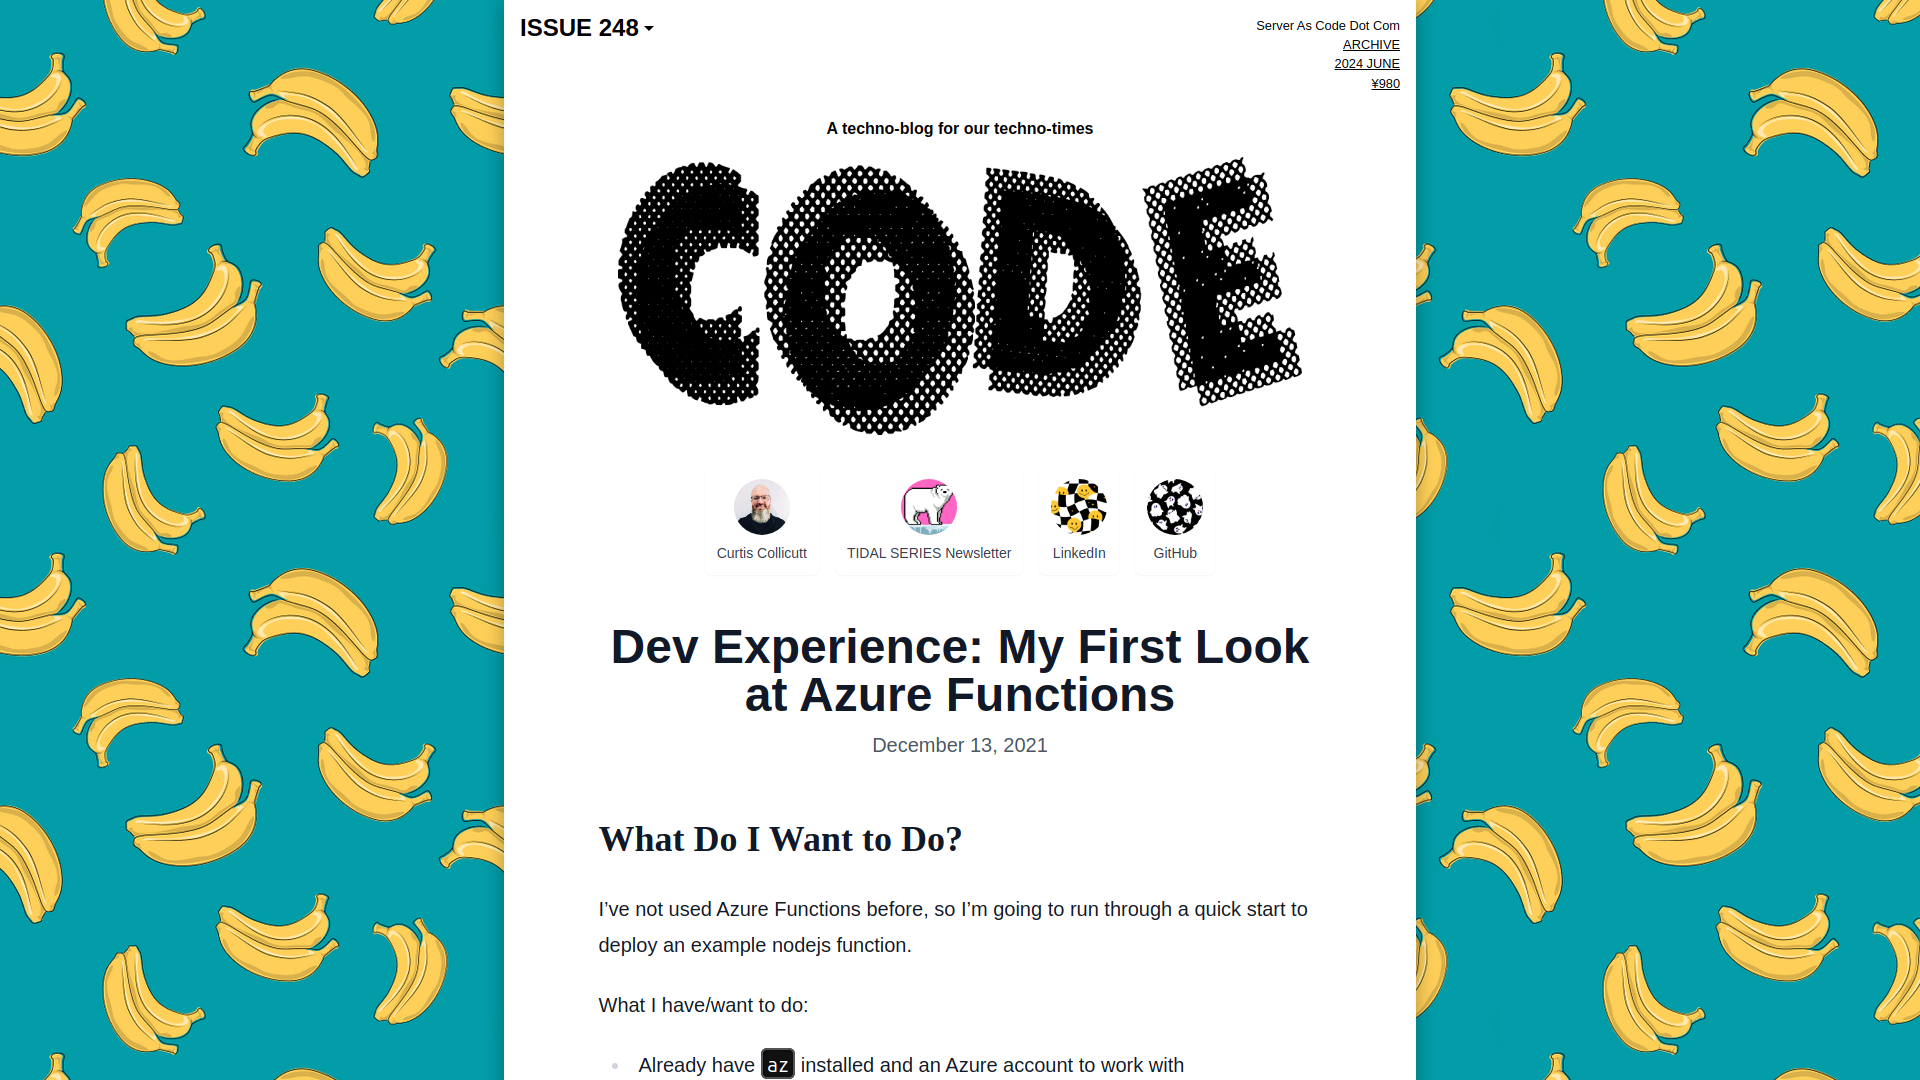 ISSUE 248
Server As Code Dot Com
ARCHIVE
2024 JUNE
¥980
A techno-blog for our techno-times
CODE
Curtis Collicutt
TIDAL SERIES Newsletter
LinkedIn
GitHub
Dev Experience: My First Look
at Azure Functions
December 13, 2021
What Do I Want to Do?
I’ve not used Azure Functions before, so I’m going to run through a quick start to
deploy an example nodejs function.
What I have/want to do:
Already have az installed and an Azure account to work with